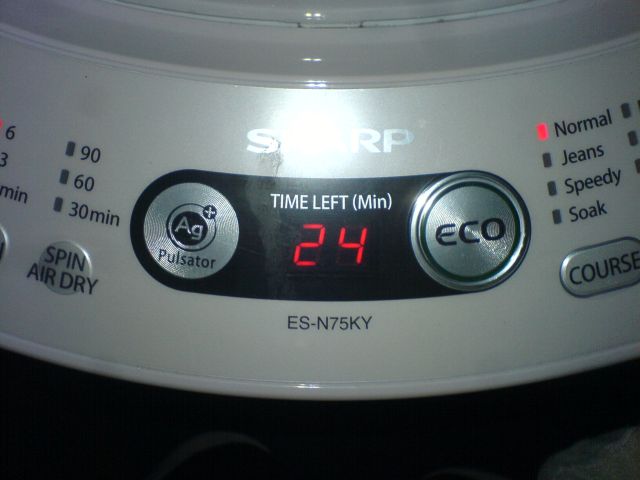 SHARP
6
3
min
90
60
30min
SPIN
AIR DRY
Ag+
Pulsator
TIME LEFT (Min)
24
ECO
ES-N75KY
Normal
Jeans
Speedy
Soak
COURSE